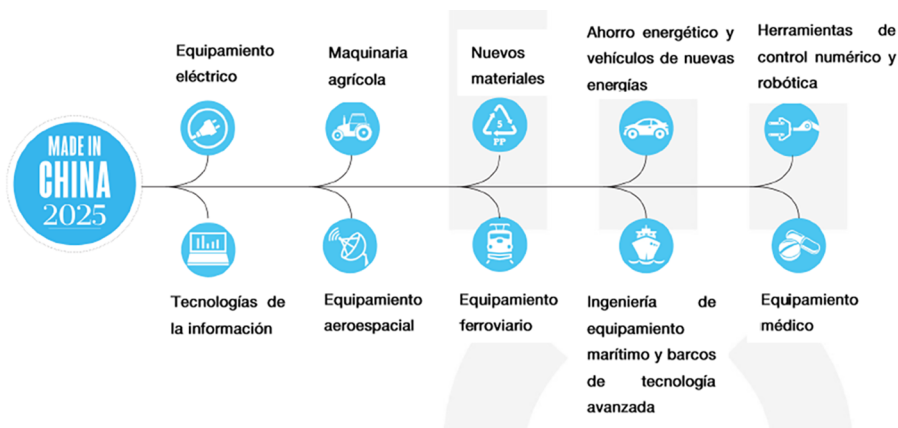 MADE IN
CHINA
2025
Equipamiento
eléctrico
Maquinaria
agrícola
Nuevos
materiales
Ahorro energético y
vehículos de nuevas
energías
Herramientas de
control numérico y
robótica
5
PP
Tecnologías de
la información
Equipamiento
aeroespacial
Equipamiento
ferroviario
Ingeniería de
equipamiento
marítimo y barcos
de tecnología
avanzada
Equipamiento
médico